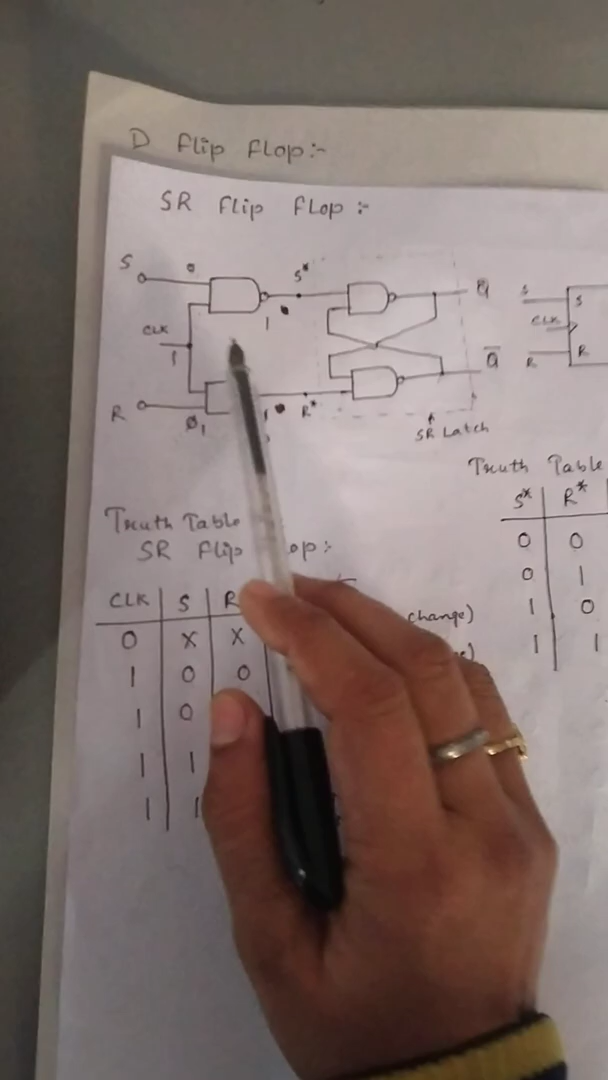 D Flip Flop:-
SR Flip Flop :-
S 0 S* Q S S
1
CLK CLK
1
Q̅
R 1 1 R* R R
SR Latch
Truth Table
S* R*
Truth Table
SR Flip op:-
0 0
0 1
CLK S R
1 0
change)
0 X X
1 1
1 0 0
1 0
1 1
1 1